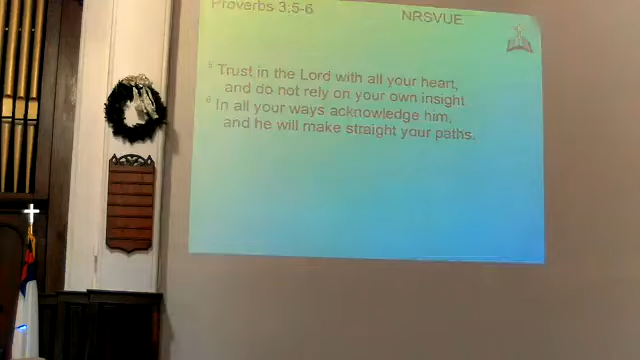 Proverbs 3:5-6 NRSVUE
5 Trust in the Lord with all your heart,
and do not rely on your own insight
6 In all your ways acknowledge him,
and he will make straight your paths.